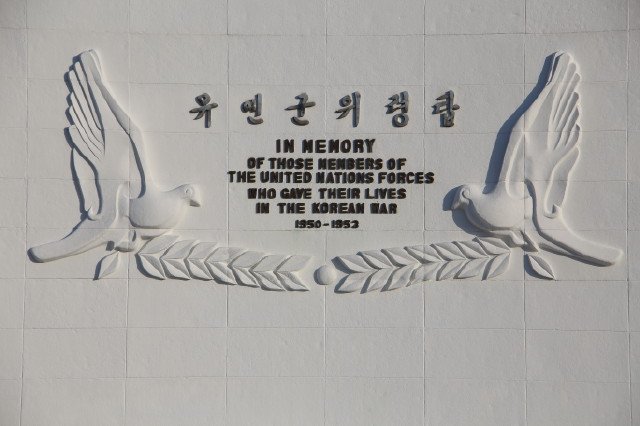 유엔군위령탑
IN MEMORY
OF THOSE MEMBERS OF
THE UNITED NATIONS FORCES
WHO GAVE THEIR LIVES
IN THE KOREAN WAR
1950-1953